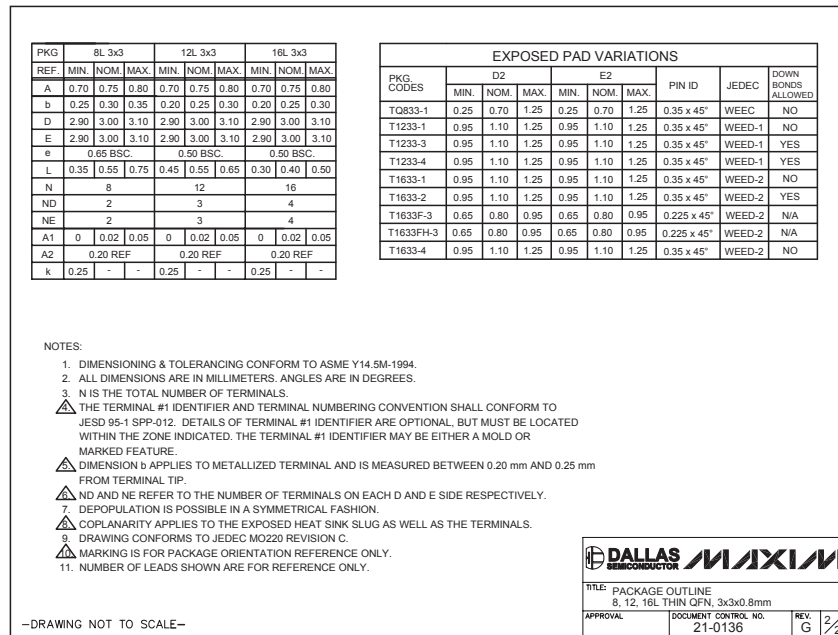 PKG 8L 3x3 12L 3x3 16L 3x3
REF. MIN. NOM. MAX. MIN. NOM. MAX. MIN. NOM. MAX.
A 0.70 0.75 0.80 0.70 0.75 0.80 0.70 0.75 0.80
b 0.25 0.30 0.35 0.20 0.25 0.30 0.20 0.25 0.30
D 2.90 3.00 3.10 2.90 3.00 3.10 2.90 3.00 3.10
E 2.90 3.00 3.10 2.90 3.00 3.10 2.90 3.00 3.10
e 0.65 BSC. 0.50 BSC. 0.50 BSC.
L 0.35 0.55 0.75 0.45 0.55 0.65 0.30 0.40 0.50
N 8 12 16
ND 2 3 4
NE 2 3 4
A1 0 0.02 0.05 0 0.02 0.05 0 0.02 0.05
A2 0.20 REF 0.20 REF 0.20 REF
k 0.25 - - 0.25 - - 0.25 - -
EXPOSED PAD VARIATIONS
PKG. CODES D2 E2 PIN ID JEDEC DOWN BONDS ALLOWED
MIN. NOM. MAX. MIN. NOM. MAX.
TQ833-1 0.25 0.70 1.25 0.25 0.70 1.25 0.35 x 45° WEEC NO
T1233-1 0.95 1.10 1.25 0.95 1.10 1.25 0.35 x 45° WEED-1 NO
T1233-3 0.95 1.10 1.25 0.95 1.10 1.25 0.35 x 45° WEED-1 YES
T1233-4 0.95 1.10 1.25 0.95 1.10 1.25 0.35 x 45° WEED-1 YES
T1633-1 0.95 1.10 1.25 0.95 1.10 1.25 0.35 x 45° WEED-2 NO
T1633-2 0.95 1.10 1.25 0.95 1.10 1.25 0.35 x 45° WEED-2 YES
T1633F-3 0.65 0.80 0.95 0.65 0.80 0.95 0.225 x 45° WEED-2 N/A
T1633FH-3 0.65 0.80 0.95 0.65 0.80 0.95 0.225 x 45° WEED-2 N/A
T1633-4 0.95 1.10 1.25 0.95 1.10 1.25 0.35 x 45° WEED-2 NO
NOTES:
1. DIMENSIONING & TOLERANCING CONFORM TO ASME Y14.5M-1994.
2. ALL DIMENSIONS ARE IN MILLIMETERS. ANGLES ARE IN DEGREES.
3. N IS THE TOTAL NUMBER OF TERMINALS.
4. THE TERMINAL #1 IDENTIFIER AND TERMINAL NUMBERING CONVENTION SHALL CONFORM TO
JESD 95-1 SPP-012. DETAILS OF TERMINAL #1 IDENTIFIER ARE OPTIONAL, BUT MUST BE LOCATED
WITHIN THE ZONE INDICATED. THE TERMINAL #1 IDENTIFIER MAY BE EITHER A MOLD OR
MARKED FEATURE.
5. DIMENSION b APPLIES TO METALLIZED TERMINAL AND IS MEASURED BETWEEN 0.20 mm AND 0.25 mm
FROM TERMINAL TIP.
6. ND AND NE REFER TO THE NUMBER OF TERMINALS ON EACH D AND E SIDE RESPECTIVELY.
7. DEPOPULATION IS POSSIBLE IN A SYMMETRICAL FASHION.
8. COPLANARITY APPLIES TO THE EXPOSED HEAT SINK SLUG AS WELL AS THE TERMINALS.
9. DRAWING CONFORMS TO JEDEC MO220 REVISION C.
10. MARKING IS FOR PACKAGE ORIENTATION REFERENCE ONLY.
11. NUMBER OF LEADS SHOWN ARE FOR REFERENCE ONLY.
DALLAS SEMICONDUCTOR
TITLE: PACKAGE OUTLINE
8, 12, 16L THIN QFN, 3x3x0.8mm
APPROVAL DOCUMENT CONTROL NO. REV.
21-0136 G
-DRAWING NOT TO SCALE-